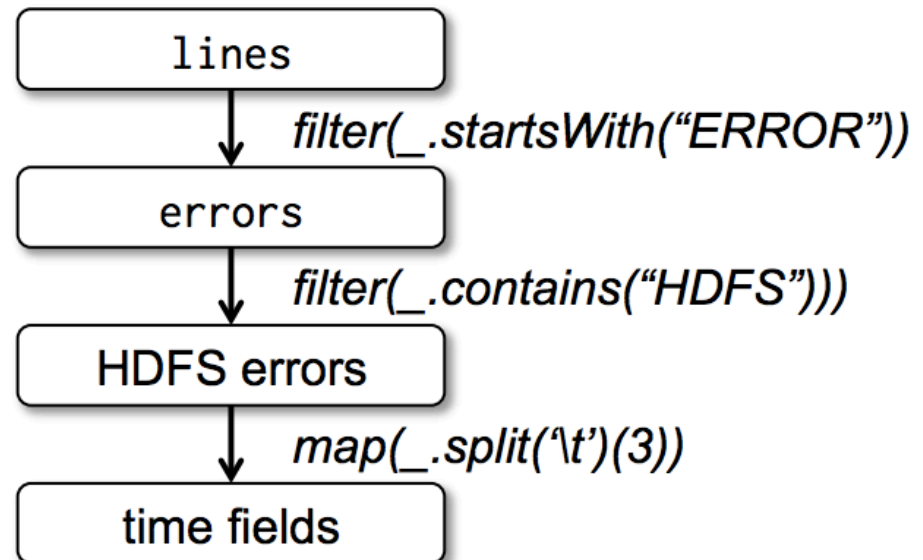 lines
filter(_.startsWith(“ERROR”))
errors
filter(_.contains(“HDFS”)))
HDFS errors
map(_.split(‘\t’)(3))
time fields